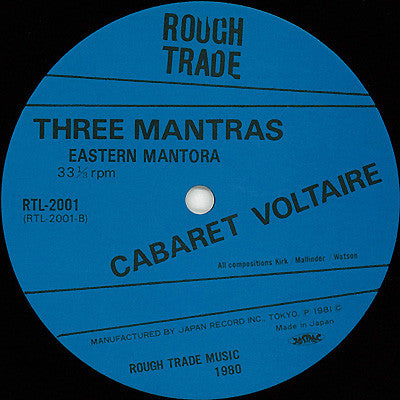 ROUGH
TRADE
THREE MANTRAS
EASTERN MANTORA
33⅓ rpm
RTL-2001
(RTL-2001-B)
CABARET VOLTAIRE
All compositions Kirk Mallinder Watson
MANUFACTURED BY JAPAN RECORD INC., TOKYO. P 1981 C
Made in Japan
ROUGH TRADE MUSIC
1980